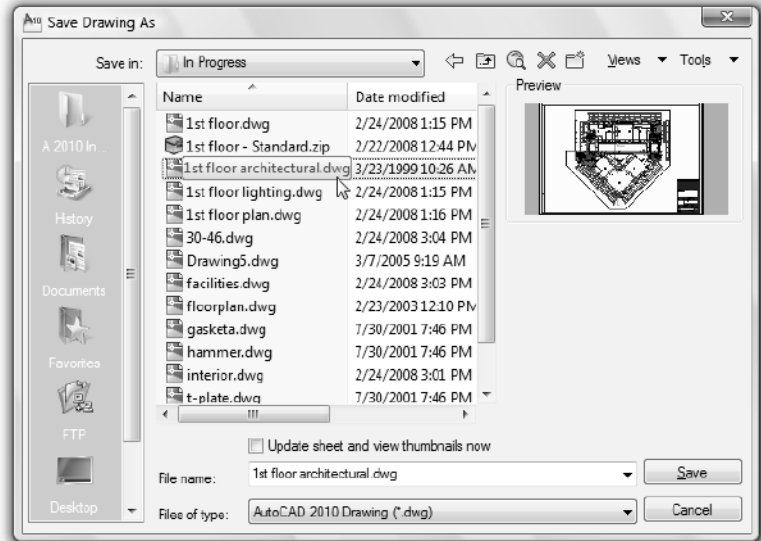 A10 Save Drawing As
Save in: In Progress Views Tools
Name Date modified Preview
1st floor.dwg 2/24/2008 1:15 PM
1st floor - Standard.zip 2/22/2008 12:44 PM
1st floor architectural.dwg 3/23/1999 10:26 AM
1st floor lighting.dwg 2/24/2008 1:15 PM
1st floor plan.dwg 2/24/2008 1:16 PM
30-46.dwg 2/24/2008 3:04 PM
Drawing5.dwg 3/7/2005 9:19 AM
facilities.dwg 2/24/2008 3:03 PM
floorplan.dwg 2/23/2003 12:10 PM
gasketa.dwg 7/30/2001 7:46 PM
hammer.dwg 7/30/2001 7:46 PM
interior.dwg 2/24/2008 3:01 PM
t-plate.dwg 7/30/2001 7:46 PM
A 2010 In...
History
Documents
Favorites
FTP
Desktop
Update sheet and view thumbnails now
File name: 1st floor architectural.dwg Save
Files of type: AutoCAD 2010 Drawing (*.dwg) Cancel